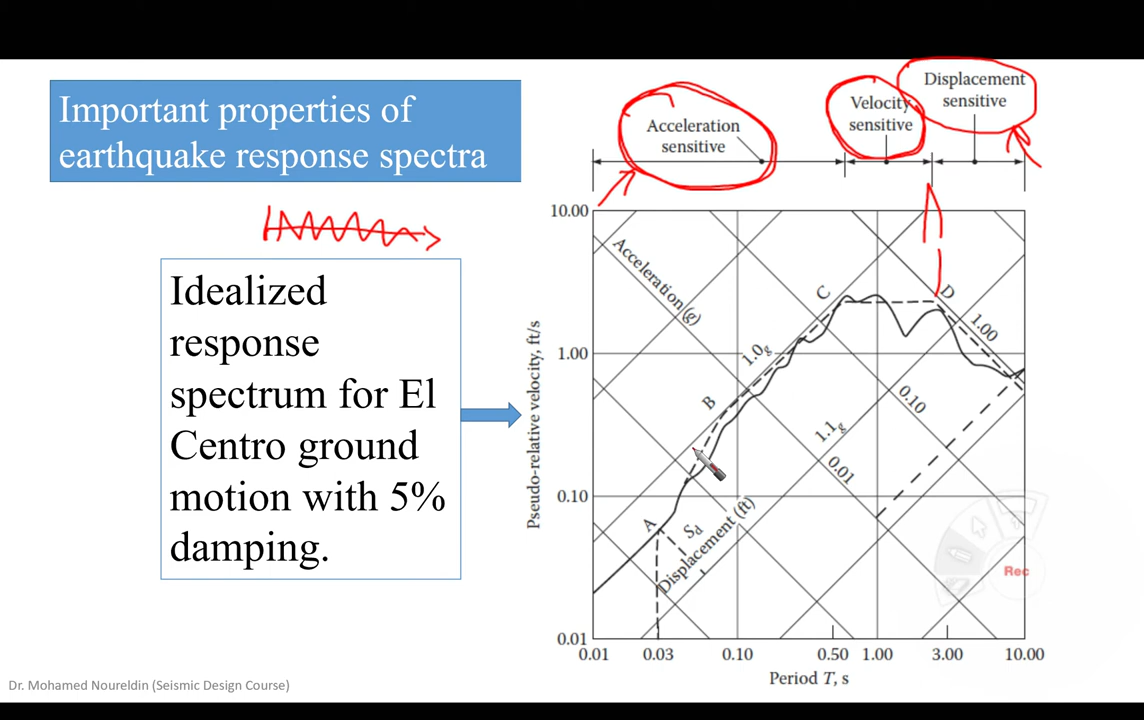 Important properties of
earthquake response spectra
Idealized
response
spectrum for El
Centro ground
motion with 5%
damping.
Acceleration
sensitive
Velocity
sensitive
Displacement
sensitive
Pseudo-relative velocity, ft/s
10.00
1.00
0.10
0.01
Acceleration (g)
C
D
1.00
1.0g
B
0.10
1.1g
0.01
A
Sd
Displacement (ft)
0.01
0.03
0.10
0.50
1.00
3.00
10.00
Period T, s
Rec
Dr. Mohamed Noureldin (Seismic Design Course)